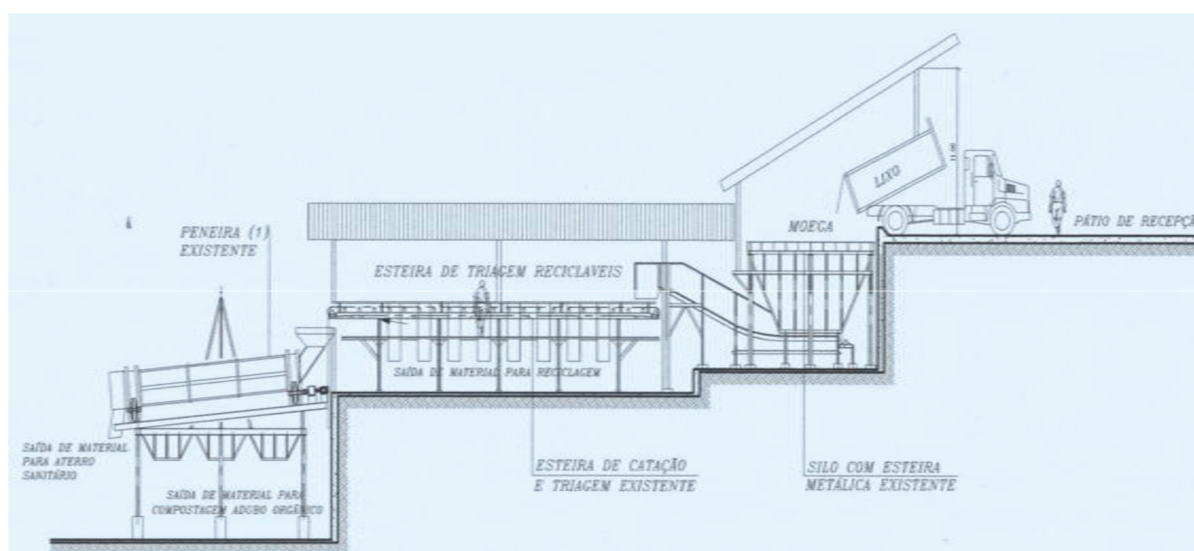 LIXO
11.00
MOEGA
PÁTIO DE RECEPÇÃ
PENEIRA (1)
EXISTENTE
ESTEIRA DE TRIAGEM RECICLAVEIS
SAÍDA DE MATERIAL PARA RECICLAGEM
SAÍDA DE MATERIAL
PARA ATERRO
SANITÁRIO
ESTEIRA DE CATAÇÃO
E TRIAGEM EXISTENTE
SILO COM ESTEIRA
METÁLICA EXISTENTE
SAÍDA DE MATERIAL PARA
COMPOSTAGEM ADUBO ORGÂNICO